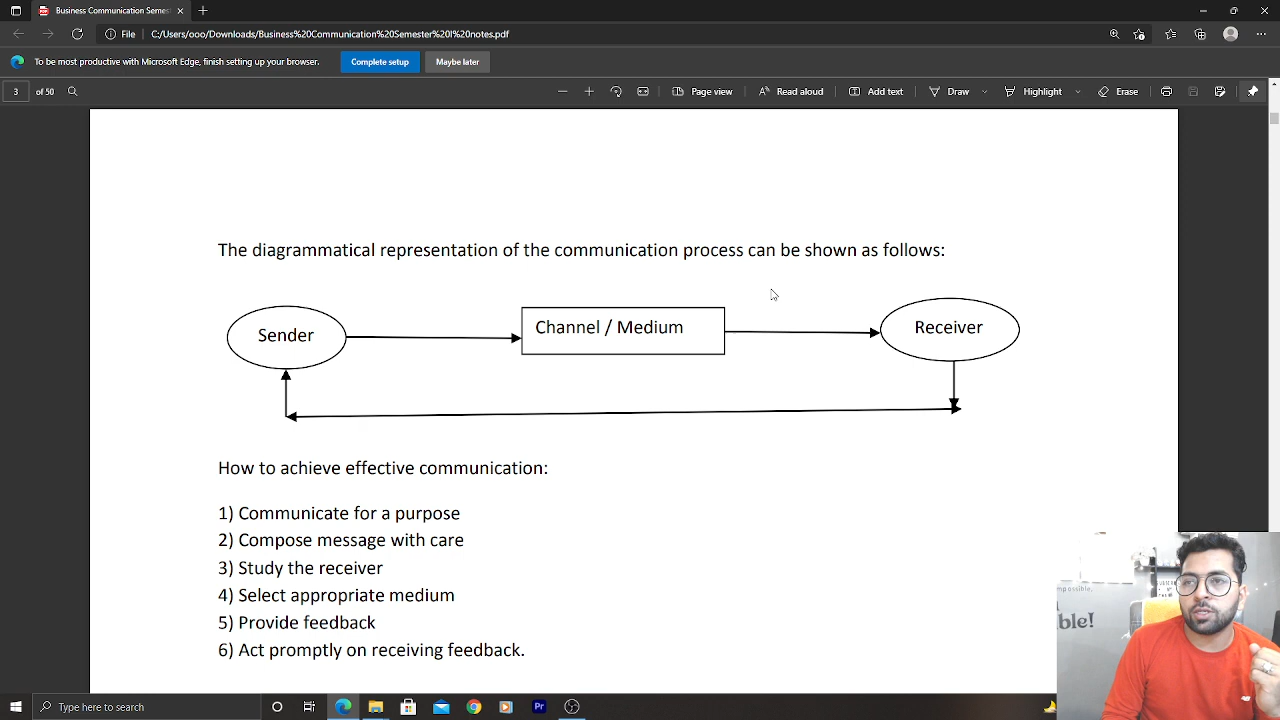 Business Communication Semes
File
C:/Users/ooo/Downloads/Business%20Communication%20Semester%20I%20notes.pdf
To be most productive with Microsoft Edge, finish setting up your browser.
Complete setup
Maybe later
3 of 50
Page view
Read aloud
Add text
Draw
Highlight
Erase
The diagrammatical representation of the communication process can be shown as follows:
Sender
Channel / Medium
Receiver
How to achieve effective communication:
1) Communicate for a purpose
2) Compose message with care
3) Study the receiver
4) Select appropriate medium
5) Provide feedback
6) Act promptly on receiving feedback.
ble!
Type here to search
Pr